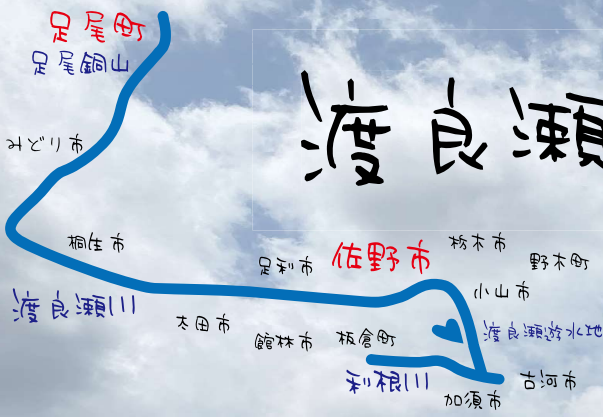 足尾町
足尾銅山
渡良瀬
みどり市
桐生市
足利市
佐野市
栃木市
野木町
渡良瀬川
小山市
太田市
館林市
板倉町
渡良瀬遊水地
利根川
加須市
古河市